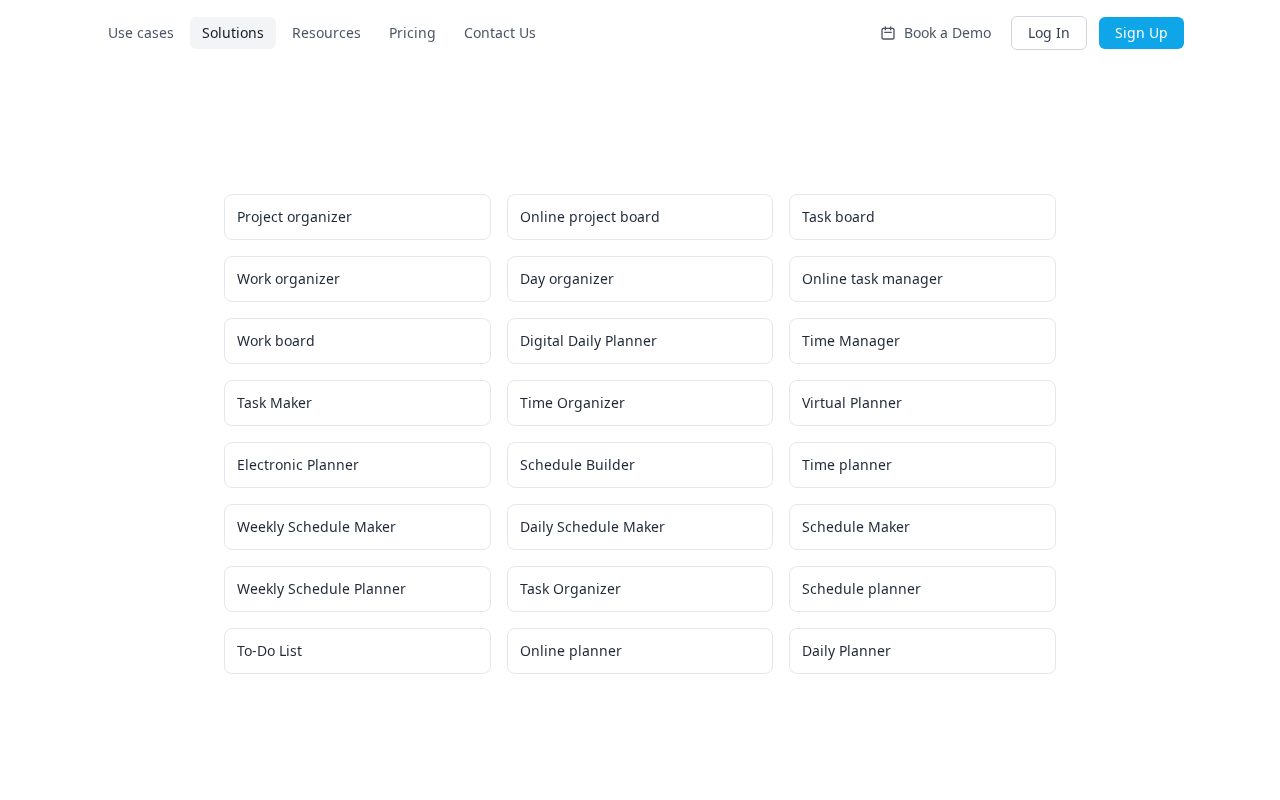 Use cases
Solutions
Resources
Pricing
Contact Us
Book a Demo
Log In
Sign Up
Project organizer
Online project board
Task board
Work organizer
Day organizer
Online task manager
Work board
Digital Daily Planner
Time Manager
Task Maker
Time Organizer
Virtual Planner
Electronic Planner
Schedule Builder
Time planner
Weekly Schedule Maker
Daily Schedule Maker
Schedule Maker
Weekly Schedule Planner
Task Organizer
Schedule planner
To-Do List
Online planner
Daily Planner